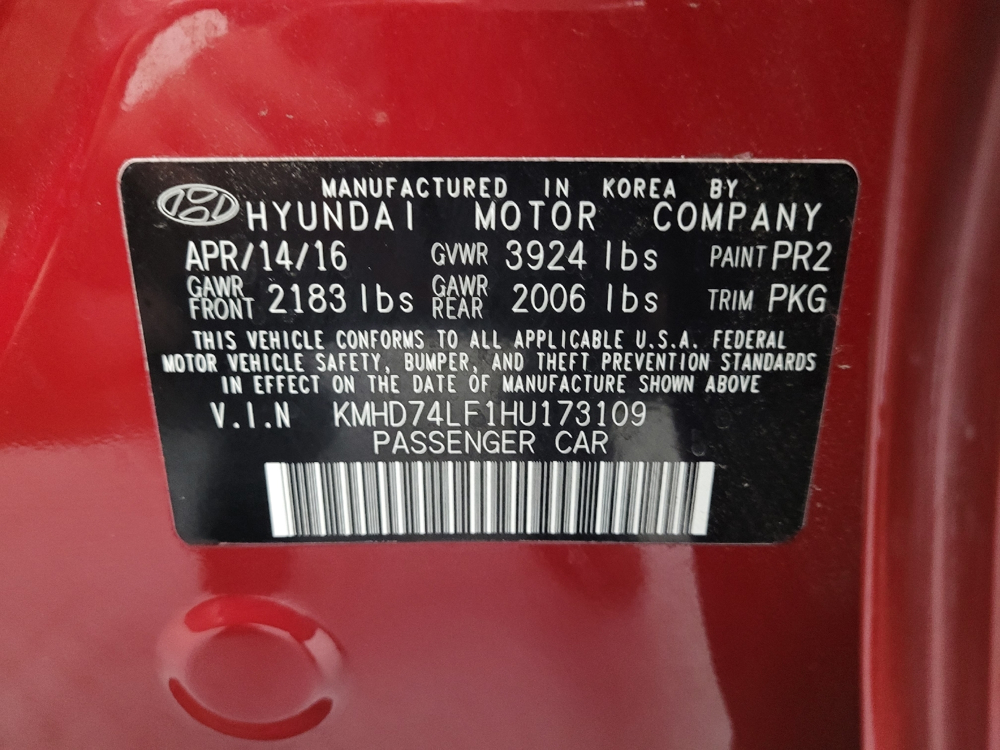 MANUFACTURED IN KOREA BY
HYUNDAI MOTOR COMPANY
APR/14/16 GVWR 3924 lbs PAINT PR2
GAWR FRONT 2183 lbs GAWR REAR 2006 lbs TRIM PKG
THIS VEHICLE CONFORMS TO ALL APPLICABLE U.S.A. FEDERAL
MOTOR VEHICLE SAFETY, BUMPER, AND THEFT PREVENTION STANDARDS
IN EFFECT ON THE DATE OF MANUFACTURE SHOWN ABOVE
V.I.N KMHD74LF1HU173109
PASSENGER CAR